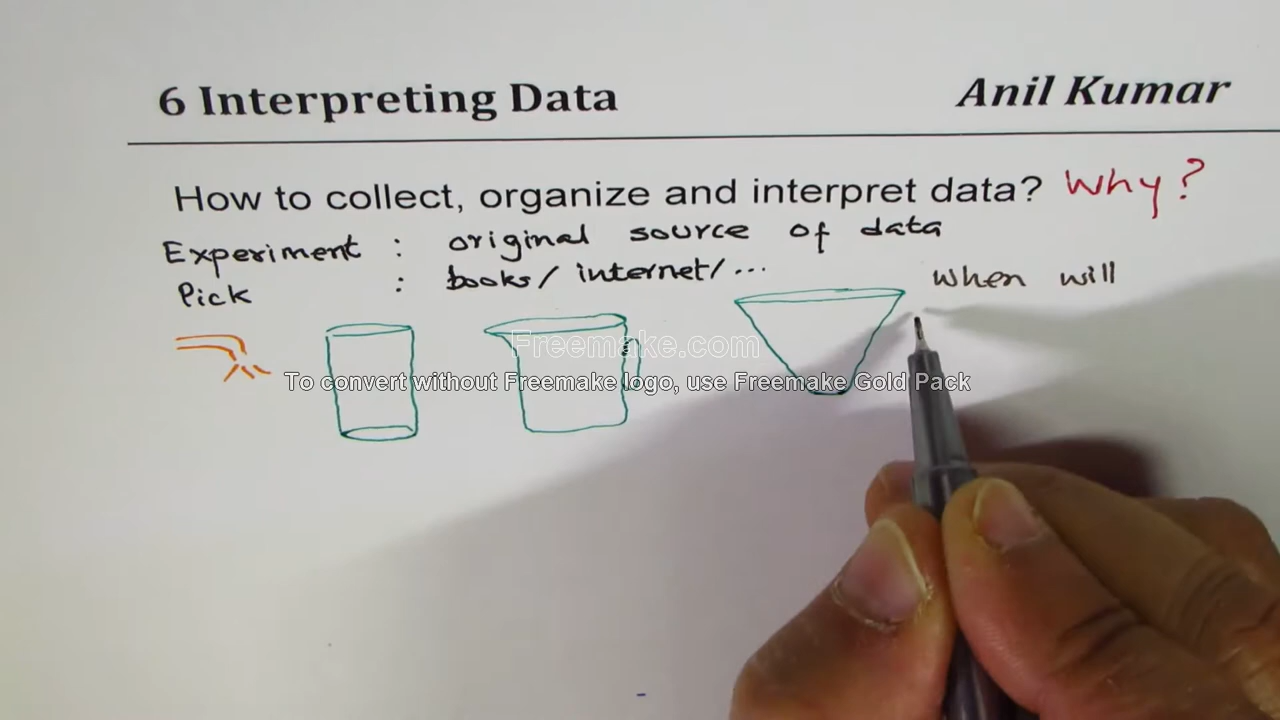 6 Interpreting Data Anil Kumar
How to collect, organize and interpret data? Why?
Experiment : original source of data
Pick : books/ internet/...
When will
Freemake.com
To convert without Freemake logo, use Freemake Gold Pack